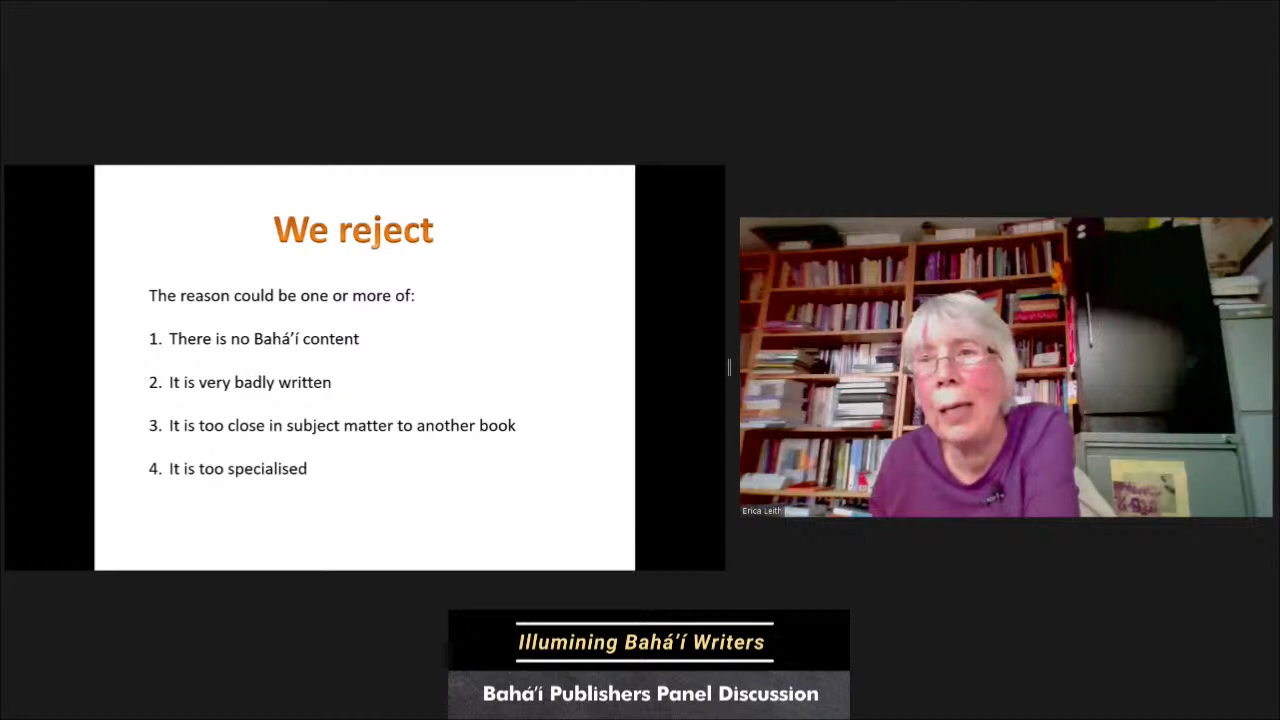 We reject
The reason could be one or more of:
1. There is no Bahá’í content
2. It is very badly written
3. It is too close in subject matter to another book
4. It is too specialised
Erica Leith
Illumining Bahá’í Writers
Bahá’í Publishers Panel Discussion